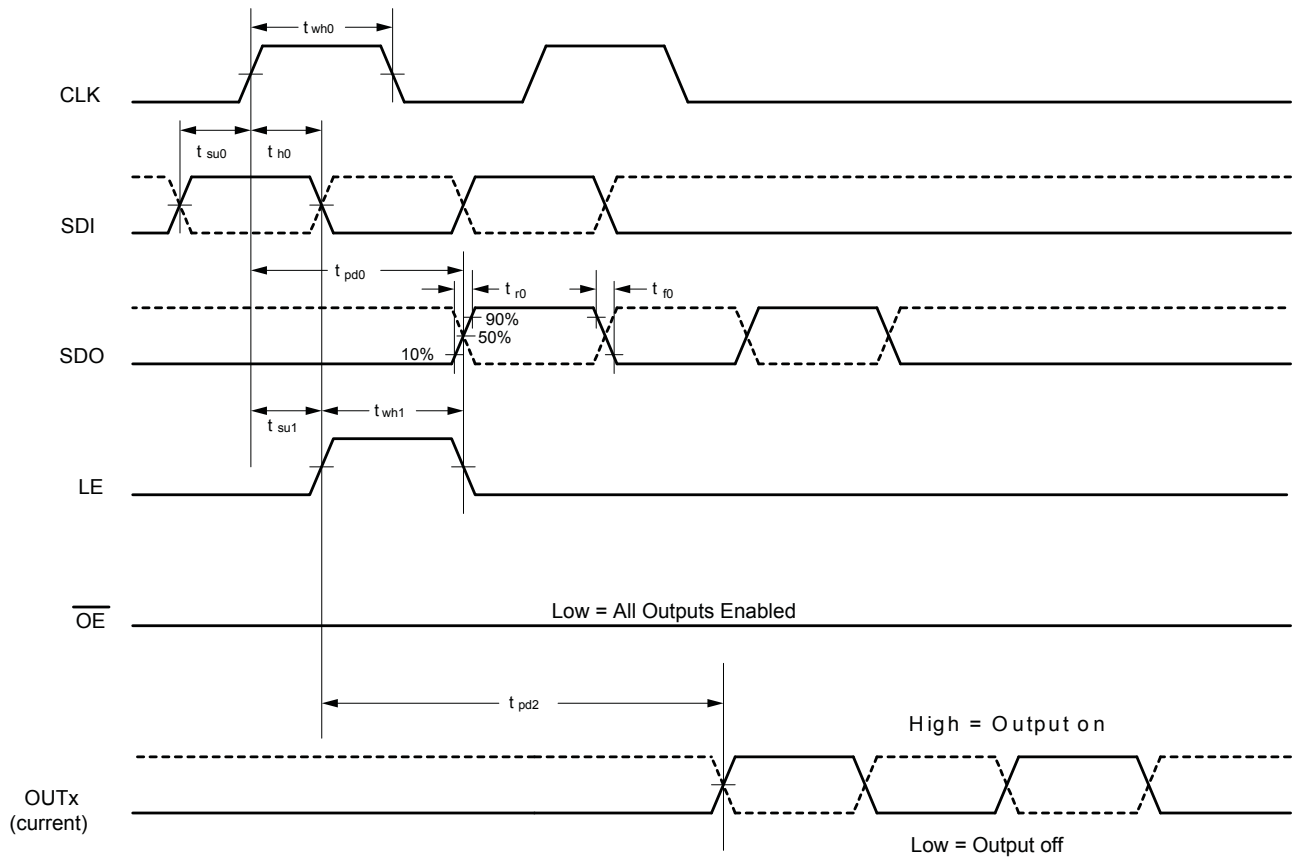 t wh0
CLK
t su0
t h0
SDI
t pd0
t r0
t f0
90%
50%
10%
SDO
t su1
t wh1
LE
OE
Low = All Outputs Enabled
t pd2
High = Output on
OUTx
(current)
Low = Output off